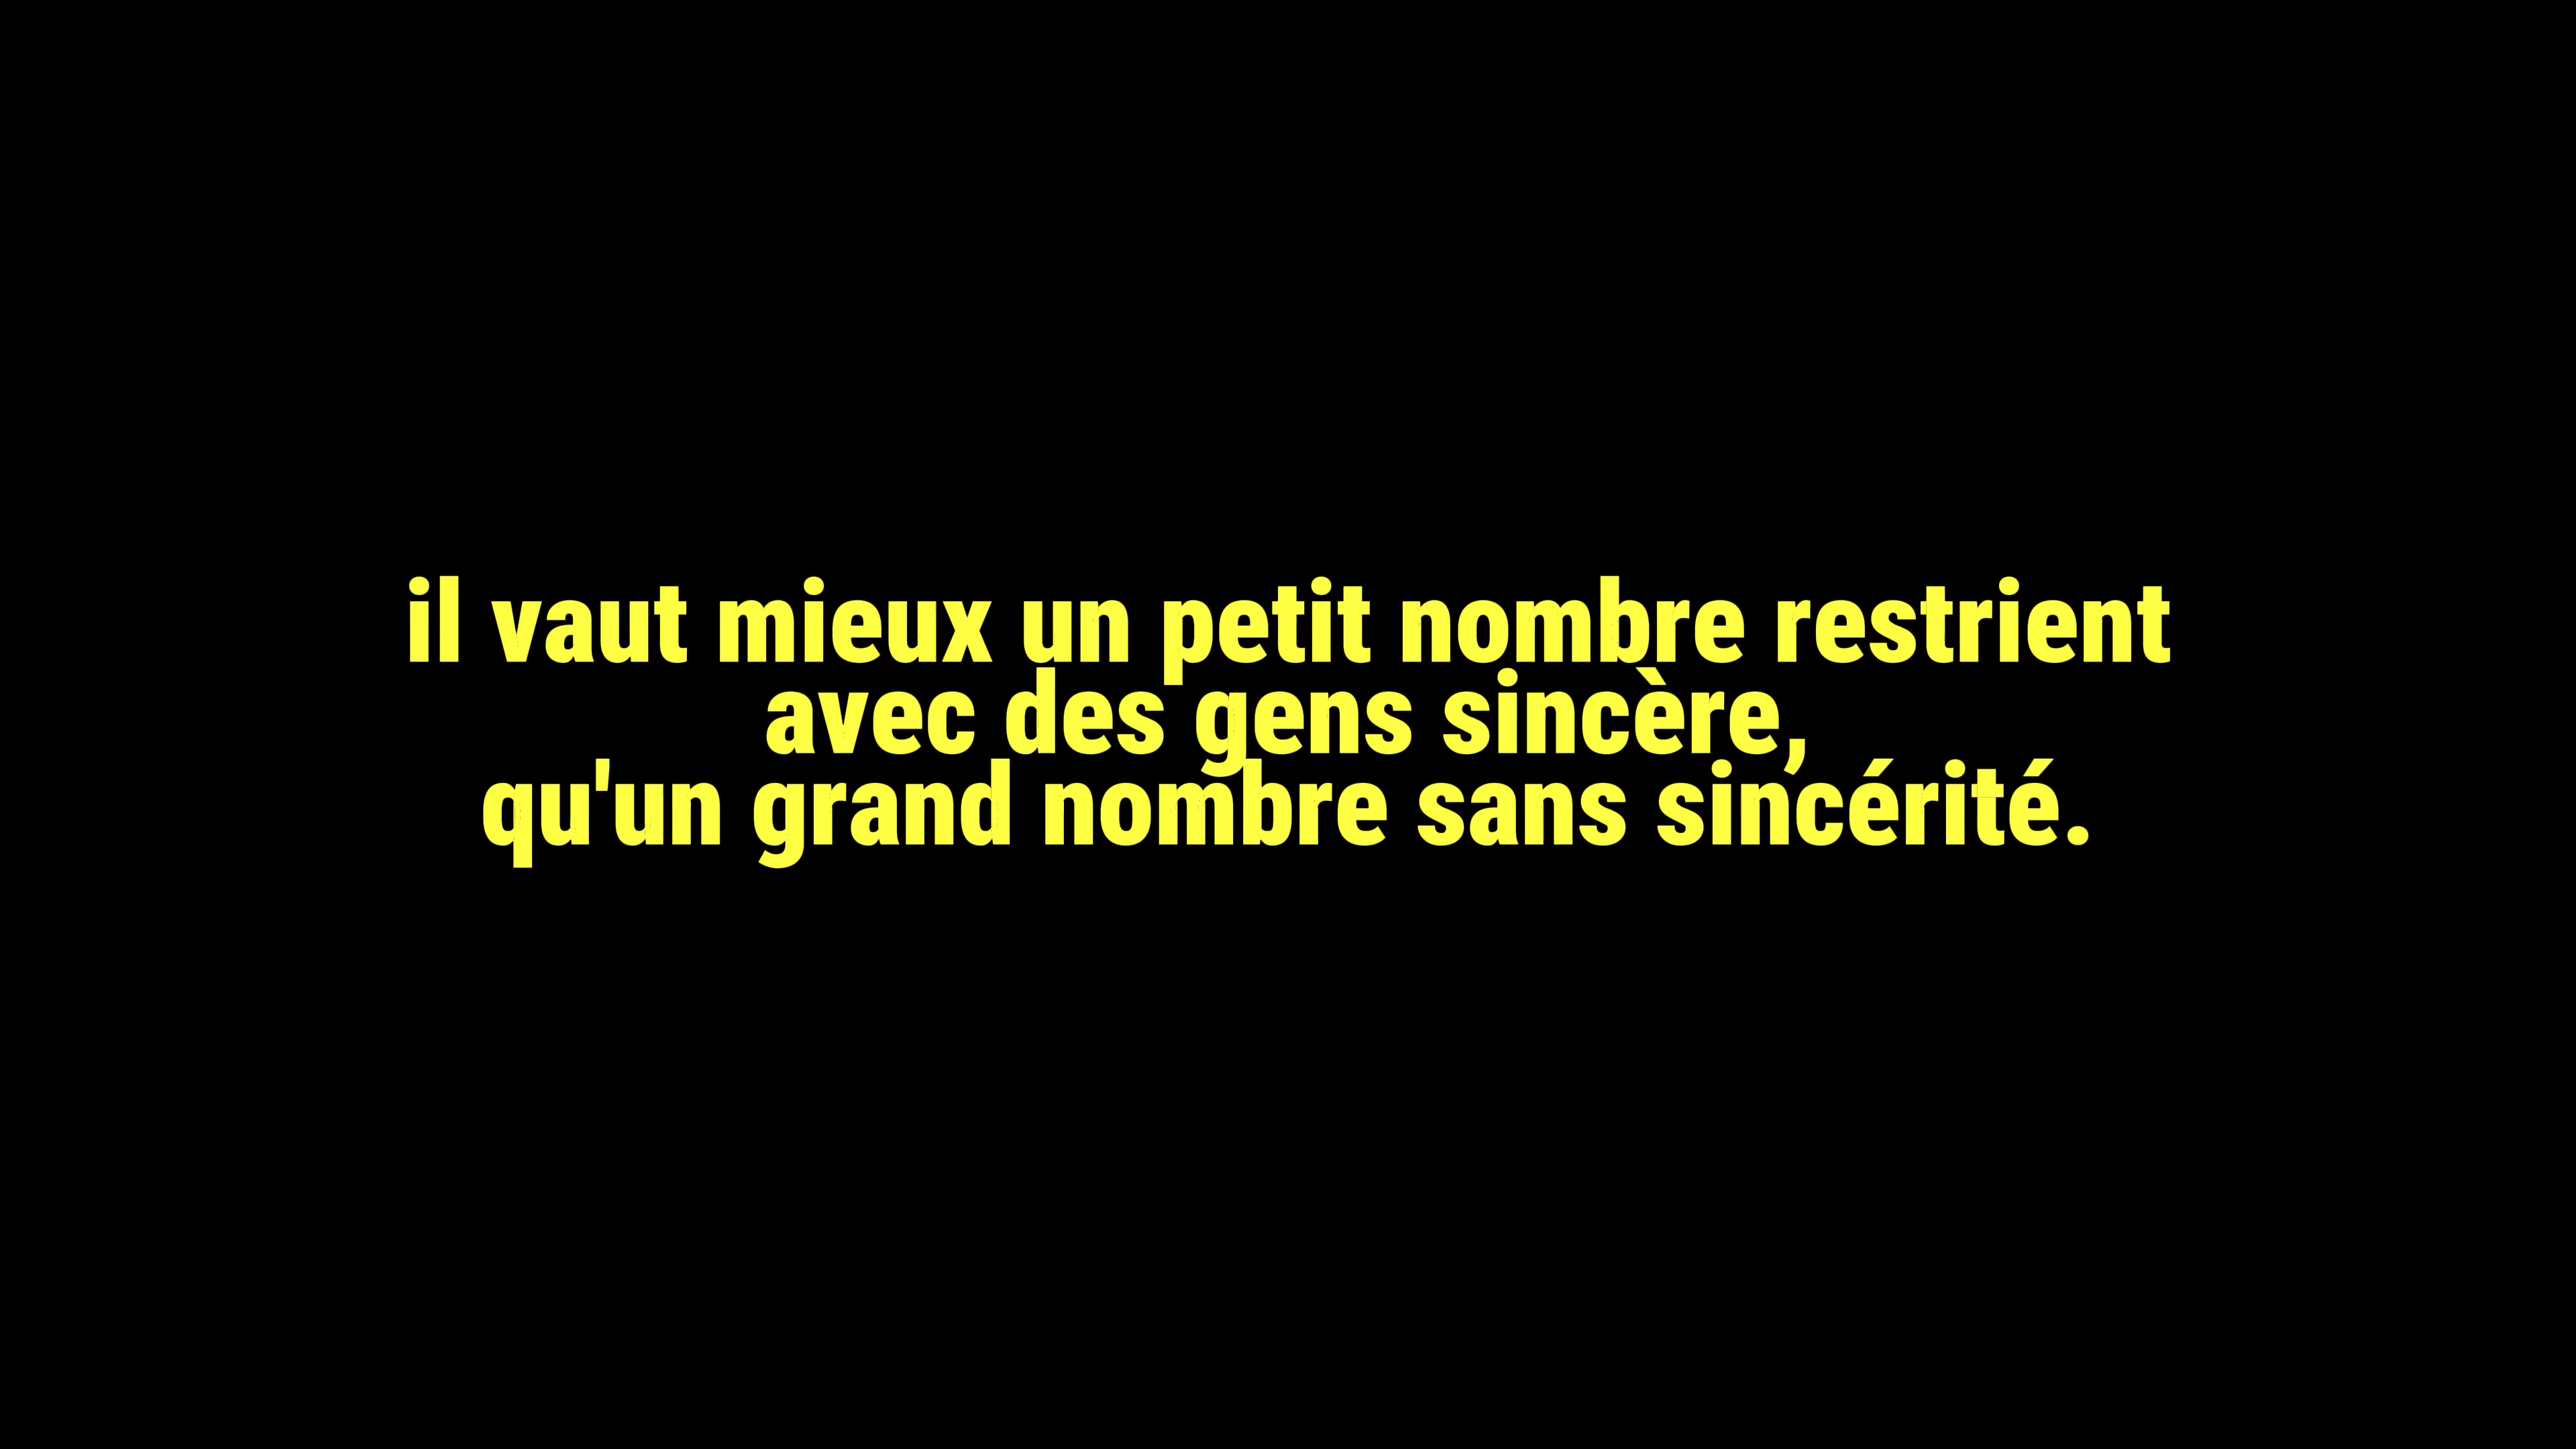 il vaut mieux un petit nombre restrient
avec des gens sincère,
qu'un grand nombre sans sincérité.